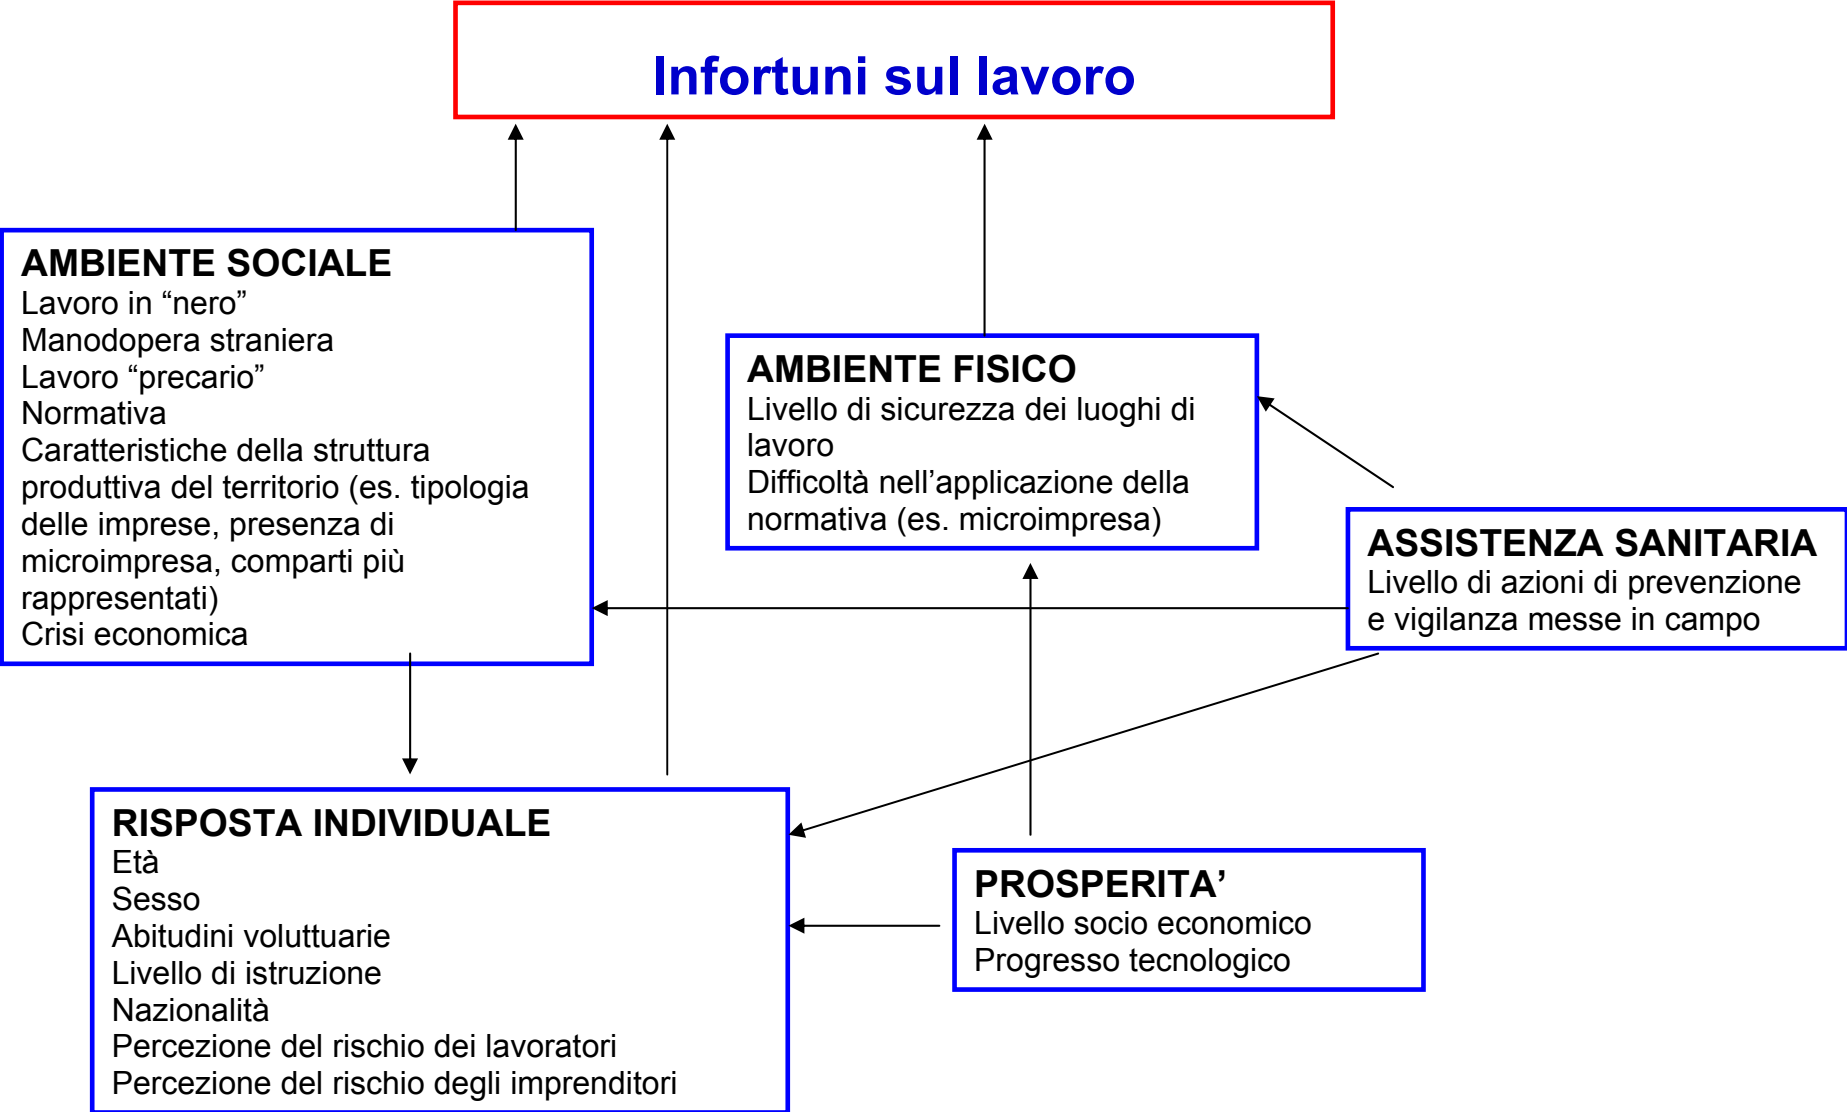 Infortuni sul lavoro
AMBIENTE SOCIALE
Lavoro in “nero”
Manodopera straniera
Lavoro “precario”
Normativa
Caratteristiche della struttura
produttiva del territorio (es. tipologia
delle imprese, presenza di
microimpresa, comparti più
rappresentati)
Crisi economica
AMBIENTE FISICO
Livello di sicurezza dei luoghi di
lavoro
Difficoltà nell’applicazione della
normativa (es. microimpresa)
ASSISTENZA SANITARIA
Livello di azioni di prevenzione
e vigilanza messe in campo
RISPOSTA INDIVIDUALE
Età
Sesso
Abitudini voluttuarie
Livello di istruzione
Nazionalità
Percezione del rischio dei lavoratori
Percezione del rischio degli imprenditori
PROSPERITA’
Livello socio economico
Progresso tecnologico